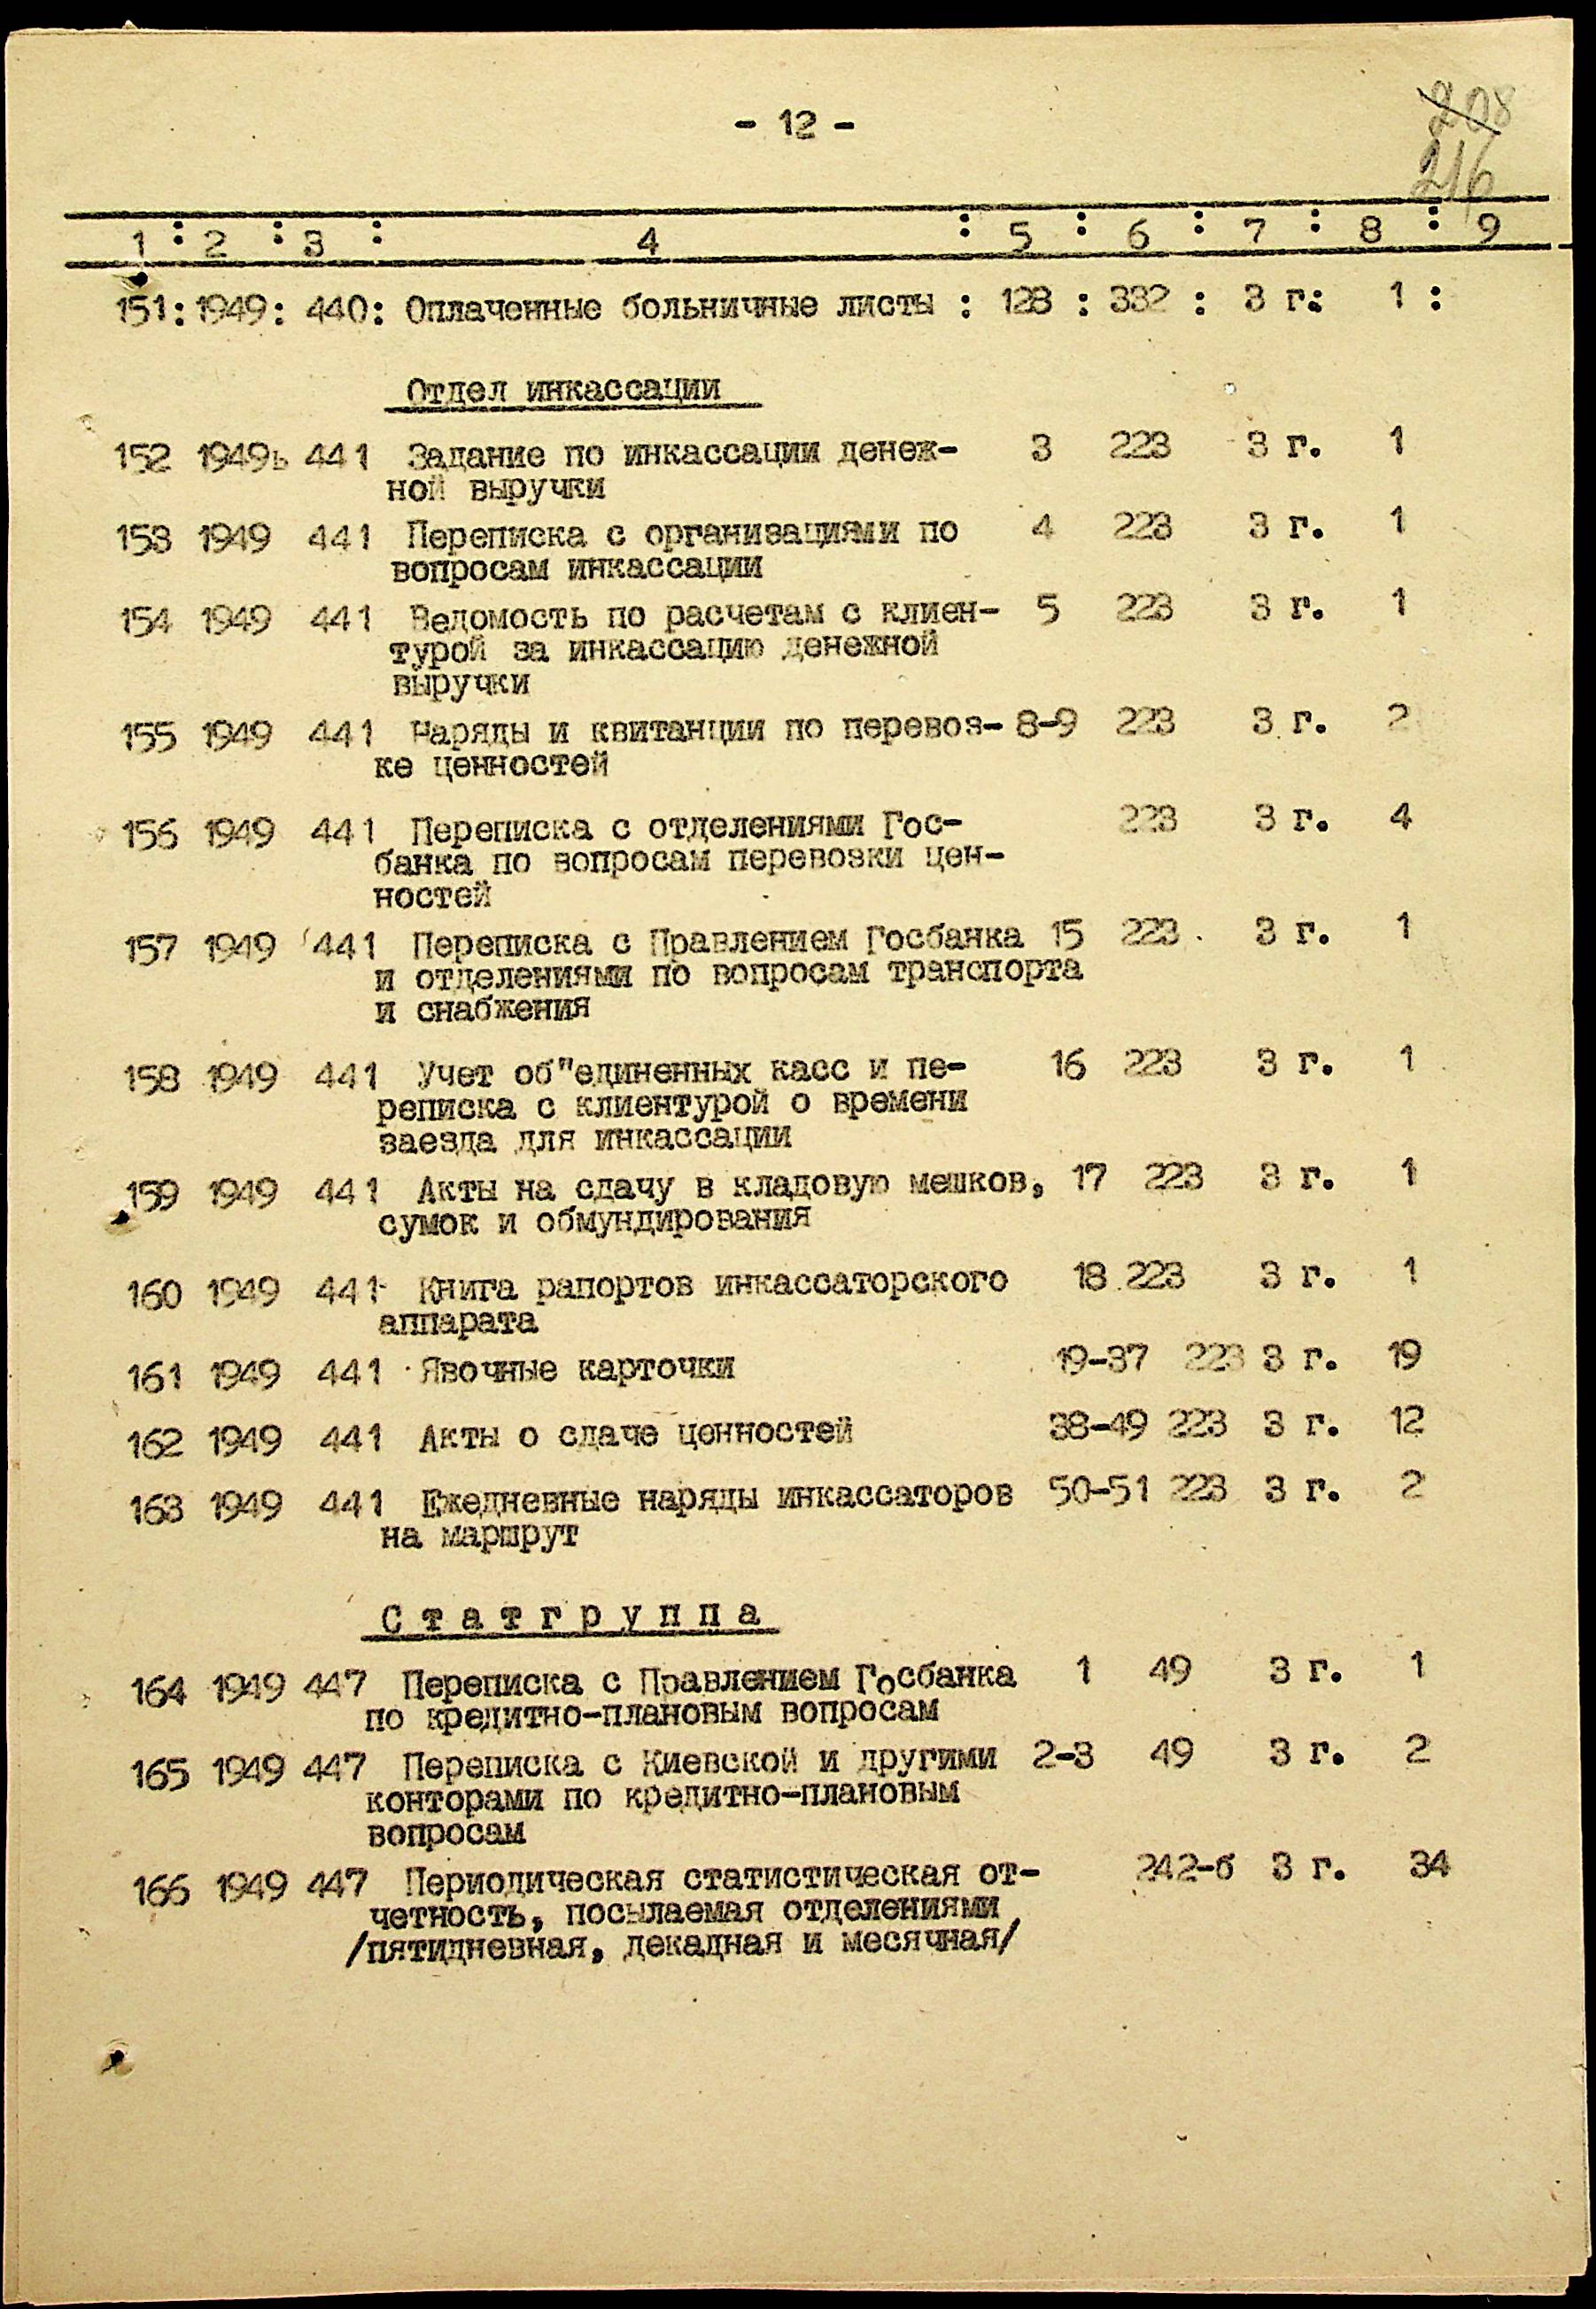 208
216
- 12 -
1 : 2 : 3 : 4 : 5 : 6 : 7 : 8 : 9
151: 1949: 440: Оплаченные больничные листы : 128 : 332 : 3 г: 1 :
Отдел инкассации
152 1949ь 441 Задание по инкассации денеж- 3 223 3 г. 1
ной выручки
153 1949 441 Переписка с организациями по 4 223 3 г. 1
вопросам инкассации
154 1949 441 Ведомость по расчетам с клиен- 5 223 3 г. 1
турой за инкассацию денежной
выручки
155 1949 441 Наряды и квитанции по перевоз- 8-9 223 3 г. 2
ке ценностей
156 1949 441 Переписка с отделениями Гос- 223 3 г. 4
банка по вопросам перевозки цен-
ностей
157 1949 441 Переписка с Правлением Госбанка 15 223 3 г. 1
и отделениями по вопросам транспорта
и снабжения
158 1949 441 Учет об"единенных касс и пе- 16 223 3 г. 1
реписка с клиентурой о времени
заезда для инкассации
159 1949 441 Акты на сдачу в кладовую мешков, 17 223 3 г. 1
сумок и обмундирования
160 1949 441 Книга рапортов инкассаторского 18 223 3 г. 1
аппарата
161 1949 441 Явочные карточки 19-37 223 3 г. 19
162 1949 441 Акты о сдаче ценностей 38-49 223 3 г. 12
163 1949 441 Ежедневные наряды инкассаторов 50-51 223 3 г. 2
на маршрут
С т а т г р у п п а
164 1949 447 Переписка с Правлением Госбанка 1 49 3 г. 1
по кредитно-плановым вопросам
165 1949 447 Переписка с Киевской и другими 2-3 49 3 г. 2
конторами по кредитно-плановым
вопросам
166 1949 447 Периодическая статистическая от- 242-б 3 г. 34
четность, посылаемая отделениями
/пятидневная, декадная и месячная/